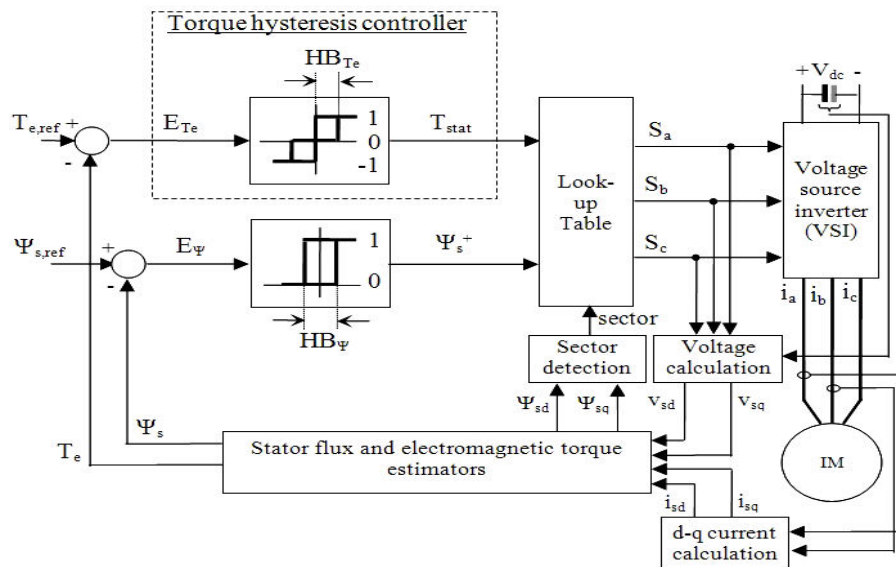 Torque hysteresis controller
HB_Te
T_e,ref
+
-
E_Te
1
0
-1
T_stat
Ψ_s,ref
+
-
E_Ψ
1
0
HB_Ψ
Ψ_s⁺
Look-
up
Table
S_a
S_b
S_c
+ V_dc -
Voltage
source
inverter
(VSI)
i_a
i_b
i_c
sector
Sector
detection
Voltage
calculation
Ψ_sd
Ψ_sq
v_sd
v_sq
Ψ_s
T_e
Stator flux and electromagnetic torque
estimators
IM
i_sd
i_sq
d-q current
calculation